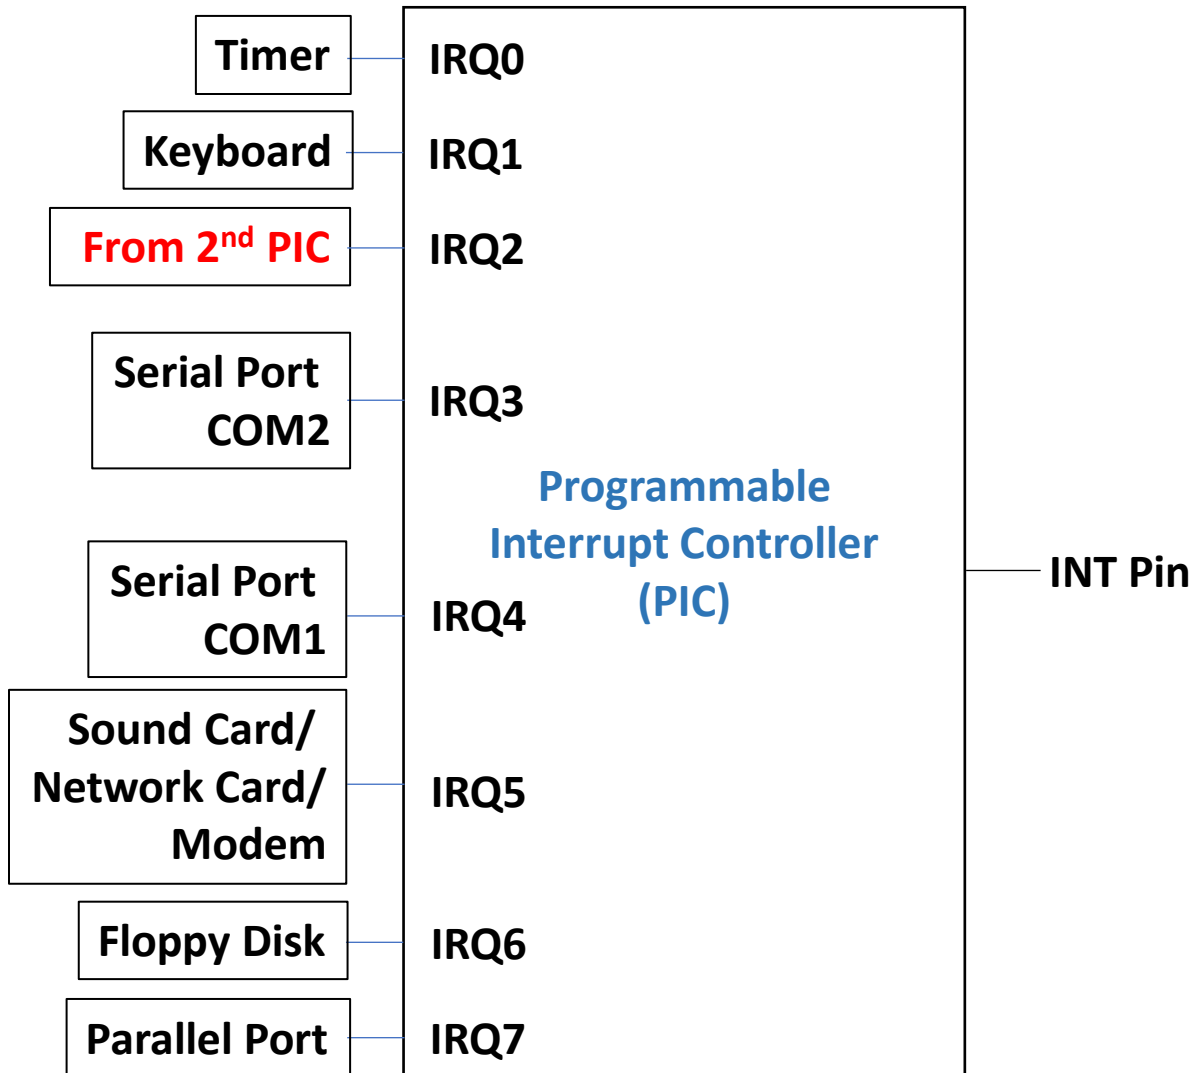 Timer
IRQ0
Keyboard
IRQ1
From 2nd PIC
IRQ2
Serial Port
COM2
IRQ3
Programmable
Interrupt Controller
(PIC)
INT Pin
Serial Port
COM1
IRQ4
Sound Card/
Network Card/
Modem
IRQ5
Floppy Disk
IRQ6
Parallel Port
IRQ7